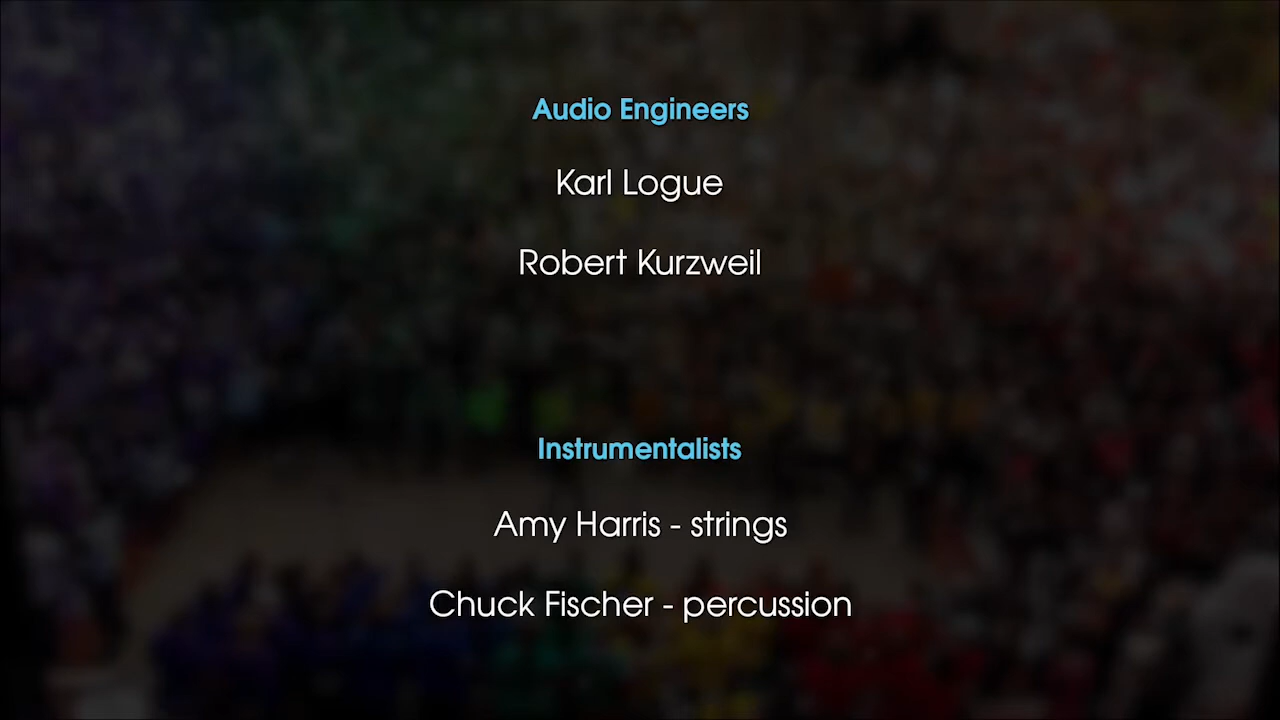 Audio Engineers
Karl Logue
Robert Kurzweil
Instrumentalists
Amy Harris - strings
Chuck Fischer - percussion